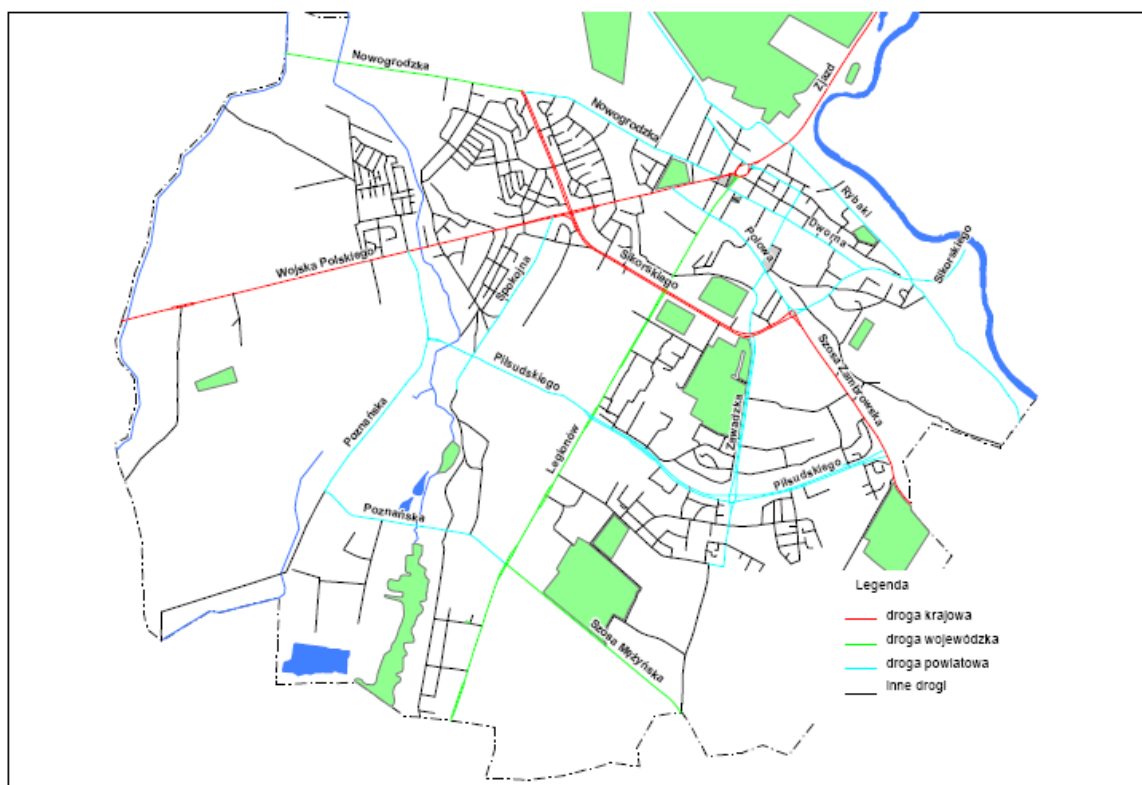 Nowogrodzka
Zjazd
Nowogrodzka
Rybaki
Dworna
Polowa
Sikorskiego
Wojska Polskiego
Sikorskiego
Spokojna
Szosa Zambrowska
Piłsudskiego
Poznańska
Zawadzka
Legionów
Piłsudskiego
Poznańska
Szosa Mężyńska
Legenda
droga krajowa
droga wojewódzka
droga powiatowa
inne drogi